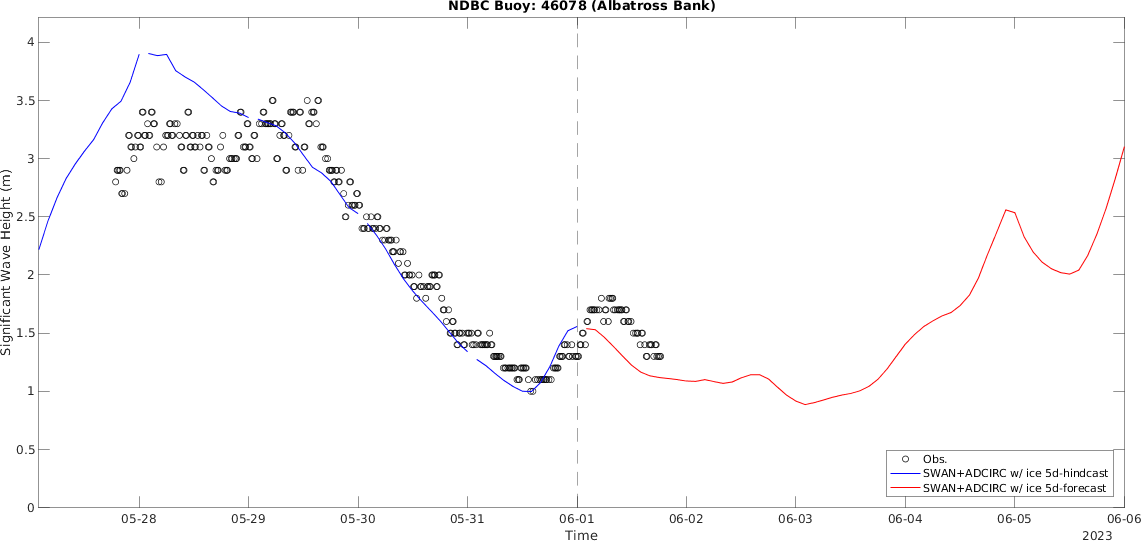 NDBC Buoy: 46078 (Albatross Bank)
4
3.5
3
2.5
2
1.5
1
0.5
0
Significant Wave Height (m)
Obs.
SWAN+ADCIRC w/ ice 5d-hindcast
SWAN+ADCIRC w/ ice 5d-forecast
05-28 05-29 05-30 05-31 06-01 06-02 06-03 06-04 06-05 06-06
Time
2023